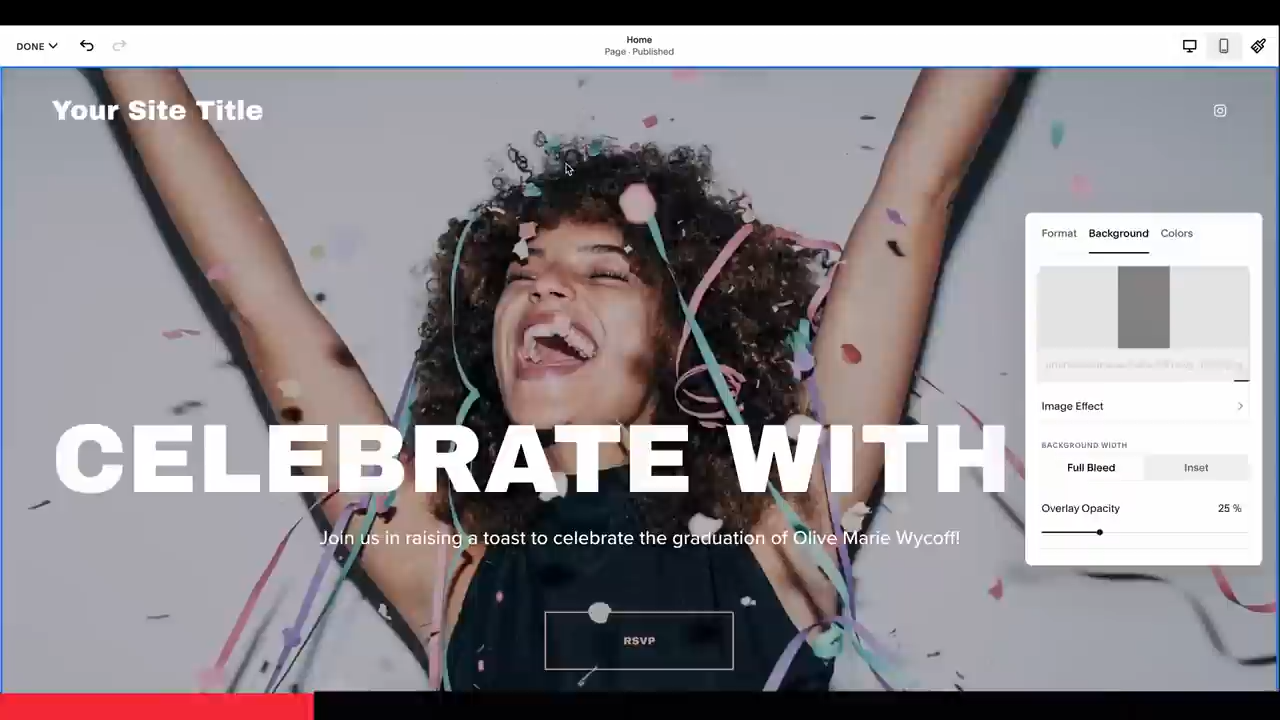 DONE
Home
Page · Published
Your Site Title
Format Background Colors
Image Effect
BACKGROUND WIDTH
Full Bleed Inset
Overlay Opacity 25 %
CELEBRATE WITH
Join us in raising a toast to celebrate the graduation of Olive Marie Wycoff!
RSVP